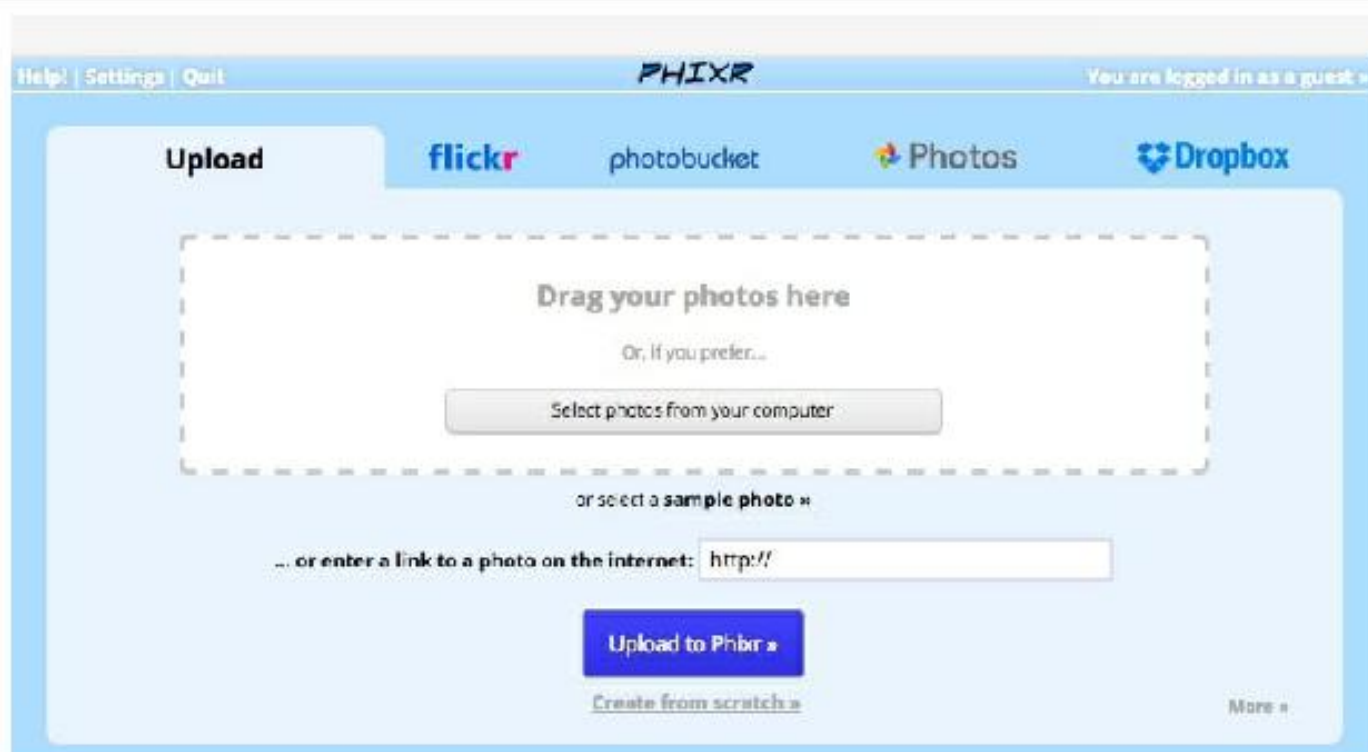 Help! | Settings | Quit
PHIXR
You are logged in as a guest »
Upload
flickr
photobucket
Photos
Dropbox
Drag your photos here
Or, if you prefer...
Select photos from your computer
or select a sample photo »
... or enter a link to a photo on the internet: http://
Upload to Phixr »
Create from scratch »
More »